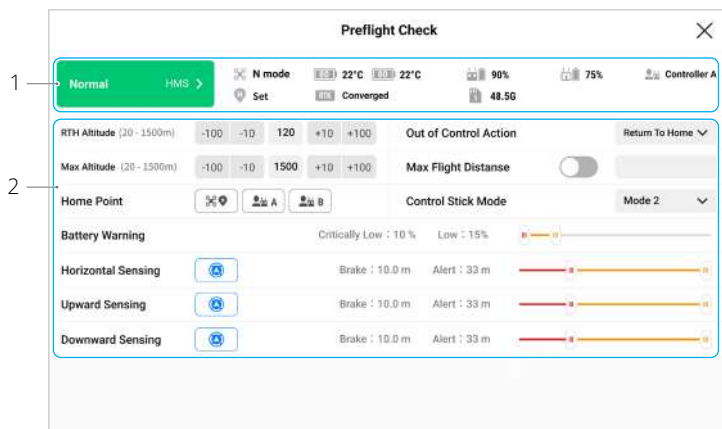 Preflight Check
1
Normal HMS >
N mode 22°C 22°C 90% 75% Controller A
Set RTK Converged 48.5G
2
RTH Altitude (20 - 1500m) -100 -10 120 +10 +100 Out of Control Action Return To Home
Max Altitude (20 - 1500m) -100 -10 1500 +10 +100 Max Flight Distanse
Home Point A B Control Stick Mode Mode 2
Battery Warning Critically Low : 10 % Low : 15%
Horizontal Sensing Brake : 10.0 m Alert : 33 m
Upward Sensing Brake : 10.0 m Alert : 33 m
Downward Sensing Brake : 10.0 m Alert : 33 m